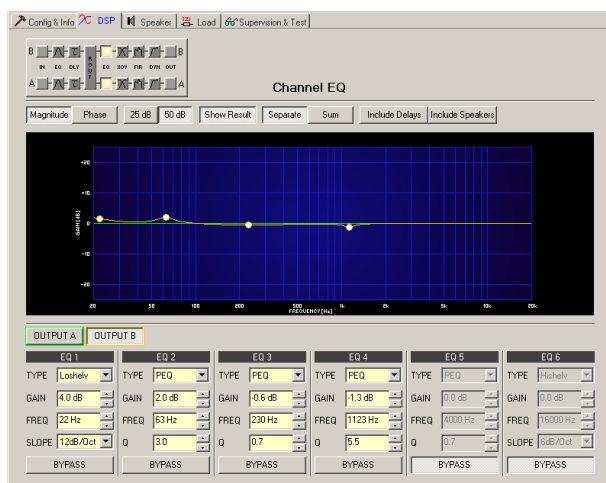 Config & Info DSP Speaker Load Supervision & Test
B B
IN EQ DLY ROUT EQ XOV FIR DYN OUT
A A
Channel EQ
Magnitude Phase 25 dB 50 dB Show Result Separate Sum Include Delays Include Speakers
+20
+10
0
-10
-20
GAIN[dB]
20 50 100 200 500 1k 2k 5k 10k 20k
FREQUENCY[Hz]
OUTPUT A OUTPUT B
EQ 1 EQ 2 EQ 3 EQ 4 EQ 5 EQ 6
TYPE Loshelv TYPE PEQ TYPE PEQ TYPE PEQ TYPE PEQ TYPE Hishelv
GAIN 4.0 dB GAIN 2.0 dB GAIN -0.6 dB GAIN -1.3 dB GAIN 0.0 dB GAIN 0.0 dB
FREQ 22 Hz FREQ 63 Hz FREQ 230 Hz FREQ 1123 Hz FREQ 4000 Hz FREQ 16000 Hz
SLOPE 12dB/Oct Q 3.0 Q 0.7 Q 5.5 Q 0.7 SLOPE 6dB/Oct
BYPASS BYPASS BYPASS BYPASS BYPASS BYPASS